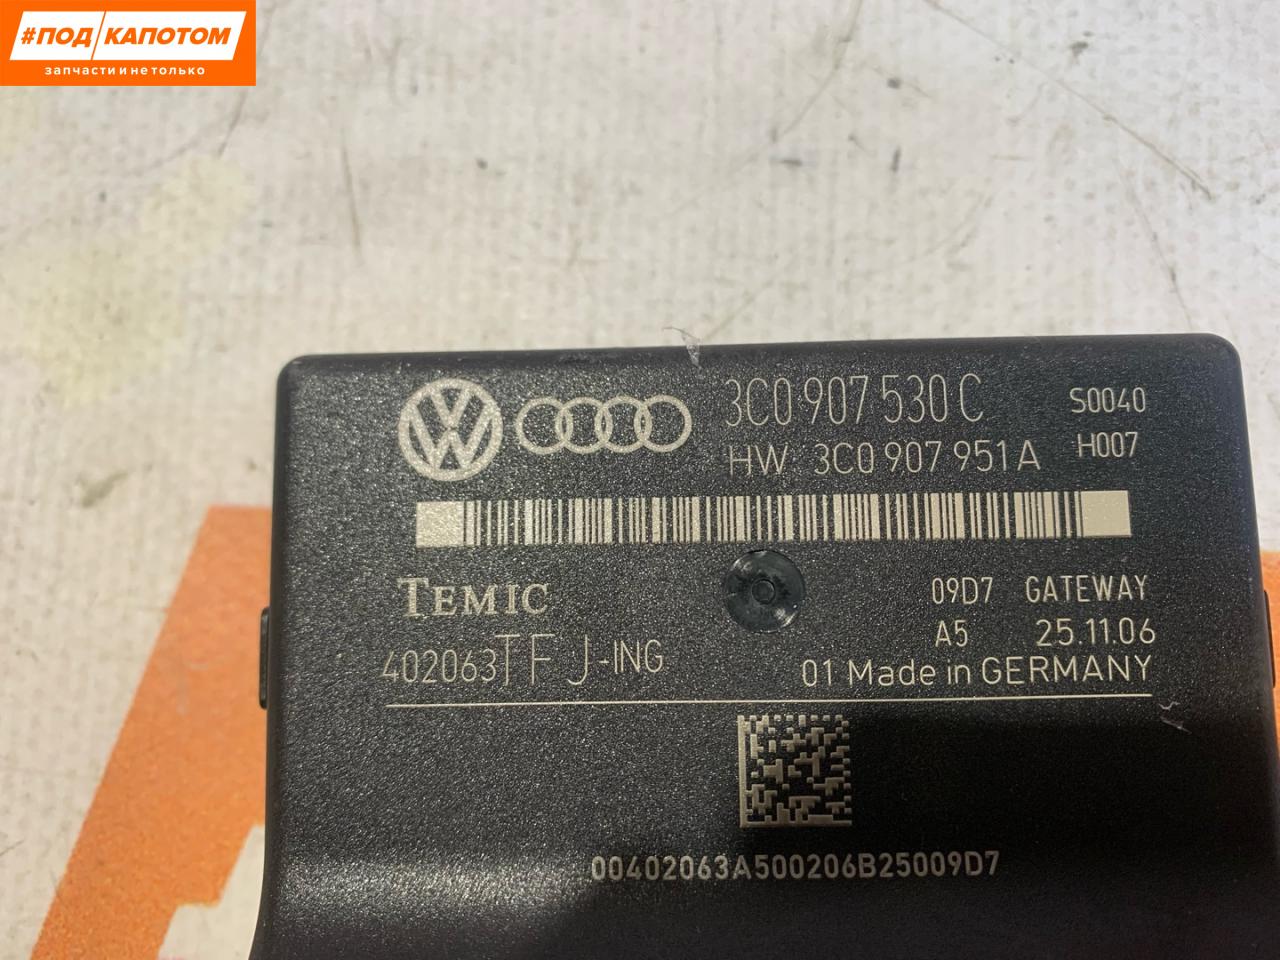 #ПОД/КАПОТОМ
запчасти и не только
3C0 907 530 C S0040
HW 3C0 907 951 A H007
TEMIC 09D7 GATEWAY
A5 25.11.06
402063TF J-ING 01 Made in GERMANY
00402063A500206B25009D7